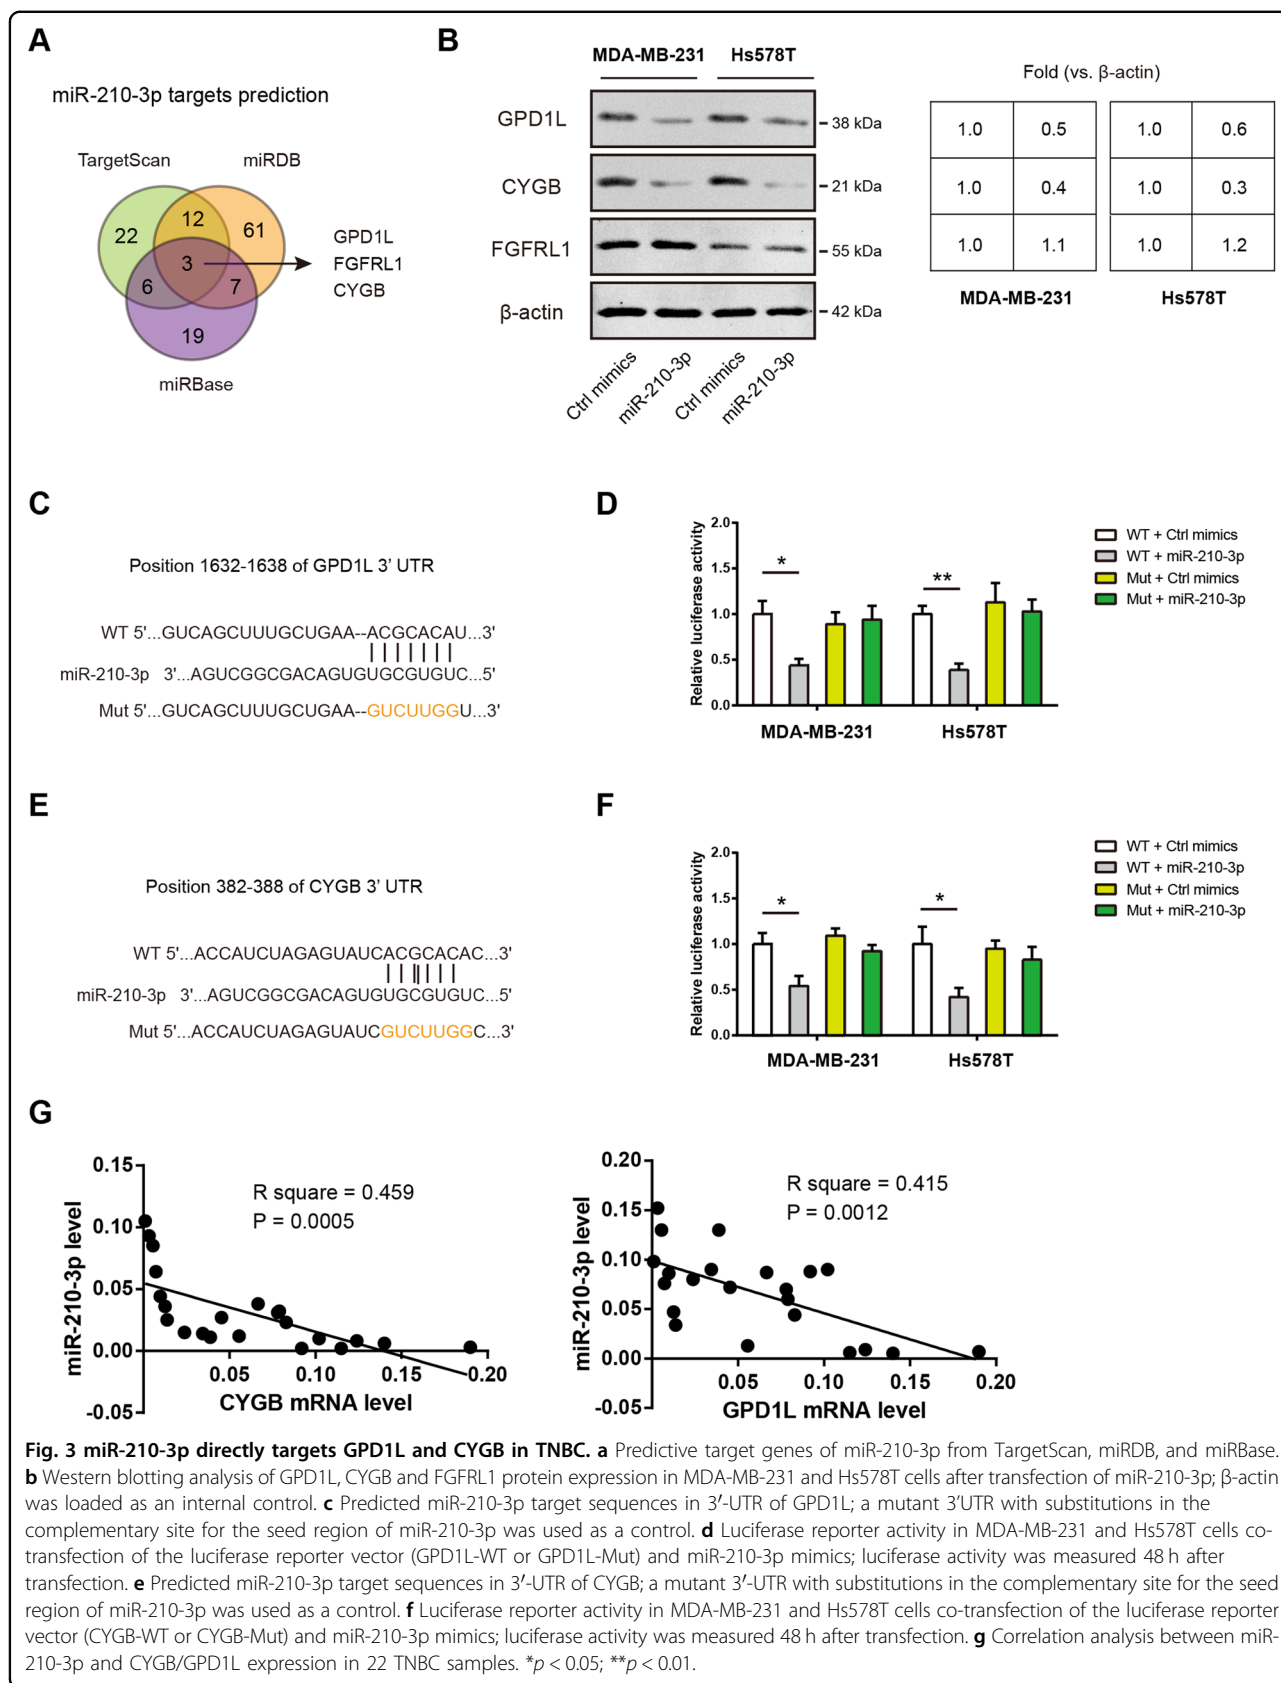 A
miR-210-3p targets prediction
TargetScan
miRDB
22
12
61
3
6
7
19
miRBase
GPD1L
FGFRL1
CYGB
B
MDA-MB-231 Hs578T
GPD1L
38 kDa
CYGB
21 kDa
FGFRL1
55 kDa
β-actin
42 kDa
Ctrl mimics
miR-210-3p
Ctrl mimics
miR-210-3p
Fold (vs. β-actin)
1.0 0.5 1.0 0.6
1.0 0.4 1.0 0.3
1.0 1.1 1.0 1.2
MDA-MB-231 Hs578T
C
Position 1632-1638 of GPD1L 3' UTR
WT 5'...GUCAGCUUUGCUGAA--ACGCACAU...3'
miR-210-3p 3'...AGUCGGCGACAGUGUGCGUGUC...5'
Mut 5'...GUCAGCUUUGCUGAA--GUCUUGGU...3'
D
Relative luciferase activity
2.0
1.5
1.0
0.5
0.0
*
**
MDA-MB-231
Hs578T
WT + Ctrl mimics
WT + miR-210-3p
Mut + Ctrl mimics
Mut + miR-210-3p
E
Position 382-388 of CYGB 3' UTR
WT 5'...ACCAUCUAGAGUAUCACGCACAC...3'
miR-210-3p 3'...AGUCGGCGACAGUGUGCGUGUC...5'
Mut 5'...ACCAUCUAGAGUAUCGUCUUGGC...3'
F
Relative luciferase activity
2.0
1.5
1.0
0.5
0.0
*
*
MDA-MB-231
Hs578T
WT + Ctrl mimics
WT + miR-210-3p
Mut + Ctrl mimics
Mut + miR-210-3p
G
miR-210-3p level
0.15
0.10
0.05
0.00
-0.05
R square = 0.459
P = 0.0005
0.05 0.10 0.15 0.20
CYGB mRNA level
miR-210-3p level
0.20
0.15
0.10
0.05
0.00
-0.05
R square = 0.415
P = 0.0012
0.05 0.10 0.15 0.20
GPD1L mRNA level
Fig. 3 miR-210-3p directly targets GPD1L and CYGB in TNBC. a Predictive target genes of miR-210-3p from TargetScan, miRDB, and miRBase.
b Western blotting analysis of GPD1L, CYGB and FGFRL1 protein expression in MDA-MB-231 and Hs578T cells after transfection of miR-210-3p; β-actin
was loaded as an internal control. c Predicted miR-210-3p target sequences in 3′-UTR of GPD1L; a mutant 3′UTR with substitutions in the
complementary site for the seed region of miR-210-3p was used as a control. d Luciferase reporter activity in MDA-MB-231 and Hs578T cells co-
transfection of the luciferase reporter vector (GPD1L-WT or GPD1L-Mut) and miR-210-3p mimics; luciferase activity was measured 48 h after
transfection. e Predicted miR-210-3p target sequences in 3′-UTR of CYGB; a mutant 3′-UTR with substitutions in the complementary site for the seed
region of miR-210-3p was used as a control. f Luciferase reporter activity in MDA-MB-231 and Hs578T cells co-transfection of the luciferase reporter
vector (CYGB-WT or CYGB-Mut) and miR-210-3p mimics; luciferase activity was measured 48 h after transfection. g Correlation analysis between miR-
210-3p and CYGB/GPD1L expression in 22 TNBC samples. *p < 0.05; **p < 0.01.